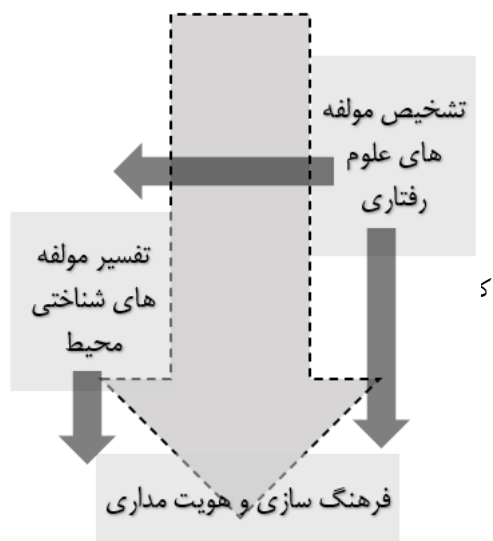 تشخیص مولفه
های علوم
رفتاری
تفسیر مولفه
های شناختی
محیط
فرهنگ سازی و هویت مداری